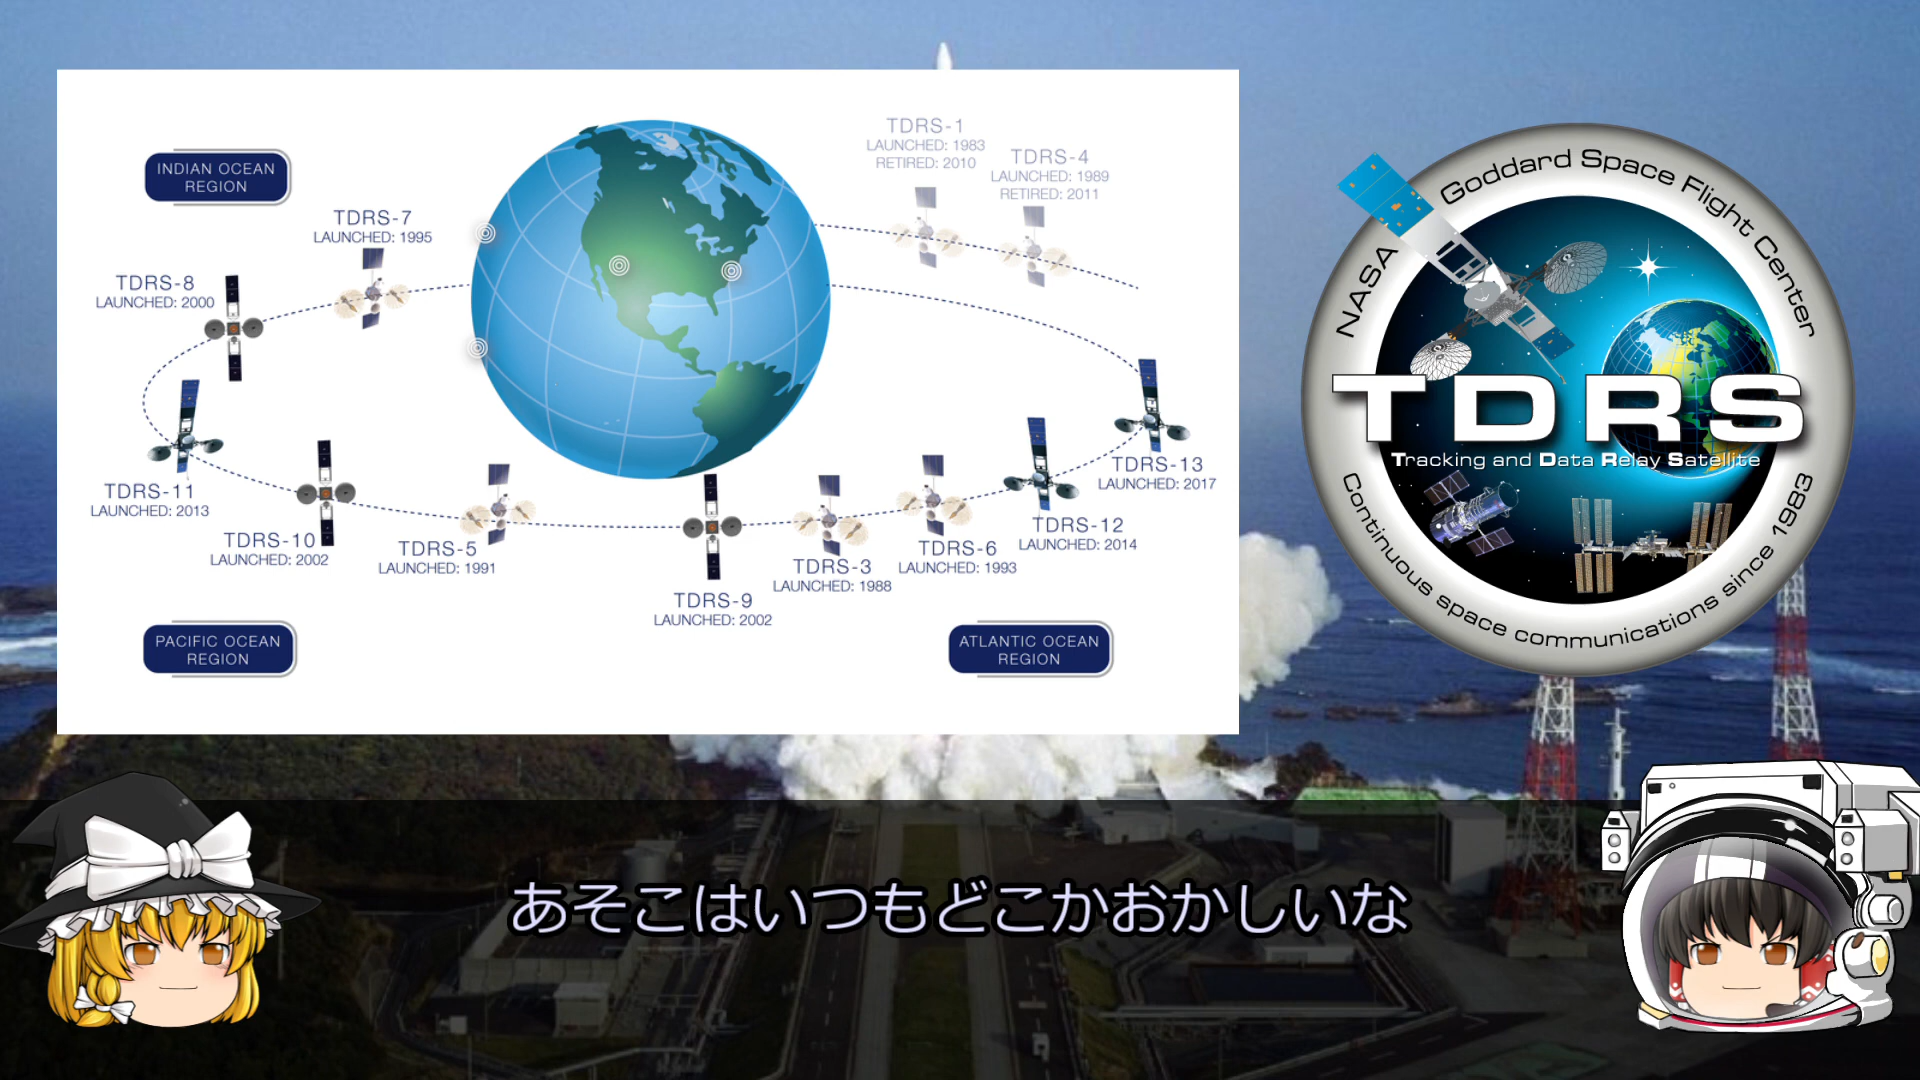 TDRS-1
LAUNCHED: 1983
RETIRED: 2010
TDRS-4
LAUNCHED: 1989
RETIRED: 2011
INDIAN OCEAN
REGION
TDRS-7
LAUNCHED: 1995
TDRS-8
LAUNCHED: 2000
TDRS-11
LAUNCHED: 2013
TDRS-10
LAUNCHED: 2002
TDRS-5
LAUNCHED: 1991
TDRS-9
LAUNCHED: 2002
TDRS-3
LAUNCHED: 1988
TDRS-6
LAUNCHED: 1993
TDRS-12
LAUNCHED: 2014
TDRS-13
LAUNCHED: 2017
PACIFIC OCEAN
REGION
ATLANTIC OCEAN
REGION
NASA Goddard Space Flight Center
TDRS
Tracking and Data Relay Satellite
Continuous space communications since 1983
あそこはいつもどこかおかしいな